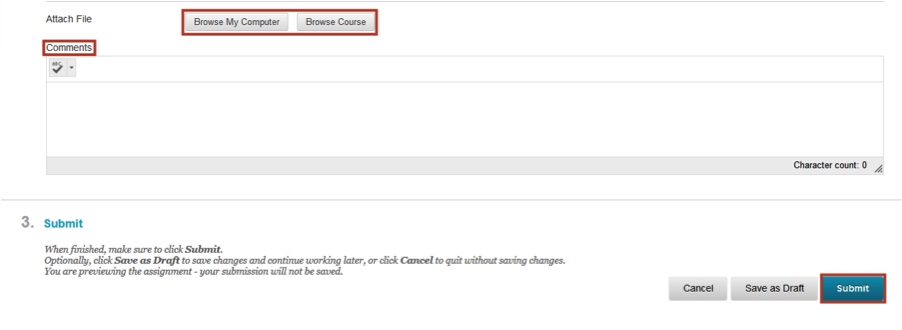 Attach File
Browse My Computer Browse Course
Comments
ABC
Character count: 0
3. Submit
When finished, make sure to click Submit.
Optionally, click Save as Draft to save changes and continue working later, or click Cancel to quit without saving changes.
You are previewing the assignment - your submission will not be saved.
Cancel Save as Draft Submit